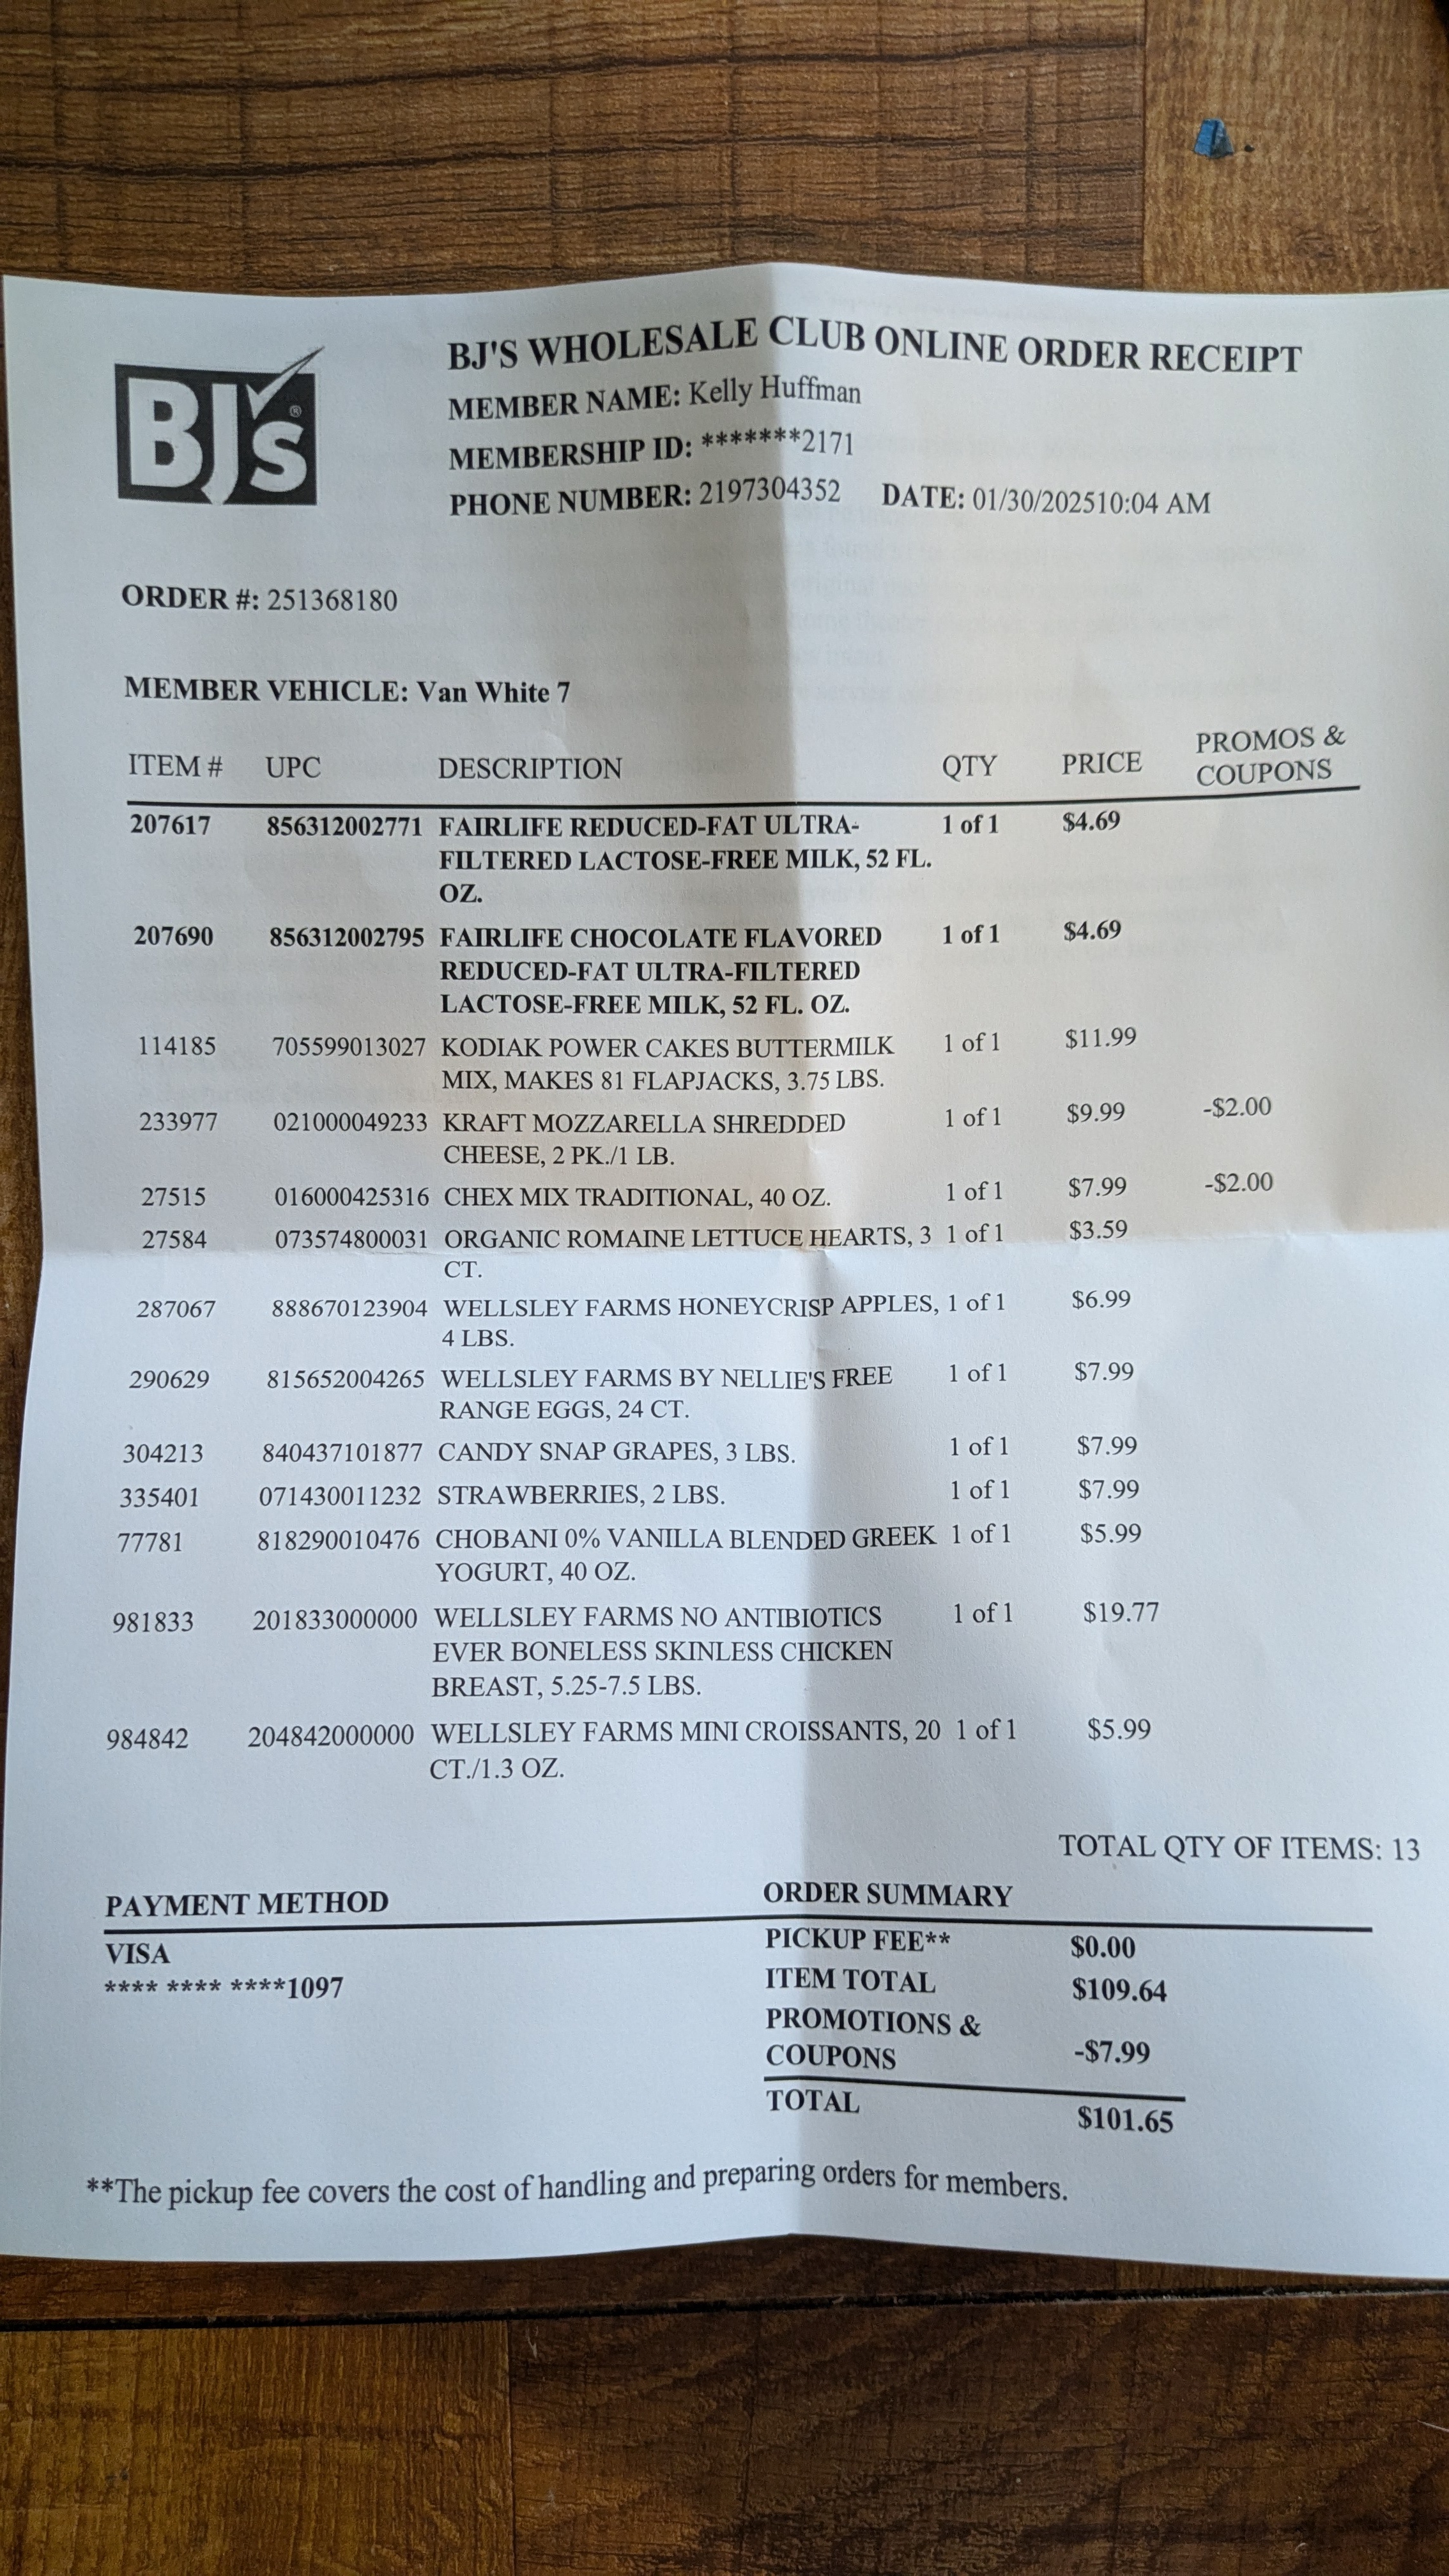 BJ's®
BJ'S WHOLESALE CLUB ONLINE ORDER RECEIPT
MEMBER NAME: Kelly Huffman
MEMBERSHIP ID: *******2171
PHONE NUMBER: 2197304352 DATE: 01/30/202510:04 AM
ORDER #: 251368180
MEMBER VEHICLE: Van White 7
ITEM # UPC DESCRIPTION QTY PRICE PROMOS &
COUPONS
207617 856312002771 FAIRLIFE REDUCED-FAT ULTRA- 1 of 1 $4.69
FILTERED LACTOSE-FREE MILK, 52 FL.
OZ.
207690 856312002795 FAIRLIFE CHOCOLATE FLAVORED 1 of 1 $4.69
REDUCED-FAT ULTRA-FILTERED
LACTOSE-FREE MILK, 52 FL. OZ.
114185 705599013027 KODIAK POWER CAKES BUTTERMILK 1 of 1 $11.99
MIX, MAKES 81 FLAPJACKS, 3.75 LBS.
233977 021000049233 KRAFT MOZZARELLA SHREDDED 1 of 1 $9.99 -$2.00
CHEESE, 2 PK./1 LB.
27515 016000425316 CHEX MIX TRADITIONAL, 40 OZ. 1 of 1 $7.99 -$2.00
27584 073574800031 ORGANIC ROMAINE LETTUCE HEARTS, 3 1 of 1 $3.59
CT.
287067 888670123904 WELLSLEY FARMS HONEYCRISP APPLES, 1 of 1 $6.99
4 LBS.
290629 815652004265 WELLSLEY FARMS BY NELLIE'S FREE 1 of 1 $7.99
RANGE EGGS, 24 CT.
304213 840437101877 CANDY SNAP GRAPES, 3 LBS. 1 of 1 $7.99
335401 071430011232 STRAWBERRIES, 2 LBS. 1 of 1 $7.99
77781 818290010476 CHOBANI 0% VANILLA BLENDED GREEK 1 of 1 $5.99
YOGURT, 40 OZ.
981833 201833000000 WELLSLEY FARMS NO ANTIBIOTICS 1 of 1 $19.77
EVER BONELESS SKINLESS CHICKEN
BREAST, 5.25-7.5 LBS.
984842 204842000000 WELLSLEY FARMS MINI CROISSANTS, 20 1 of 1 $5.99
CT./1.3 OZ.
TOTAL QTY OF ITEMS: 13
PAYMENT METHOD
VISA
**** **** ****1097
ORDER SUMMARY
PICKUP FEE** $0.00
ITEM TOTAL $109.64
PROMOTIONS &
COUPONS -$7.99
TOTAL $101.65
**The pickup fee covers the cost of handling and preparing orders for members.